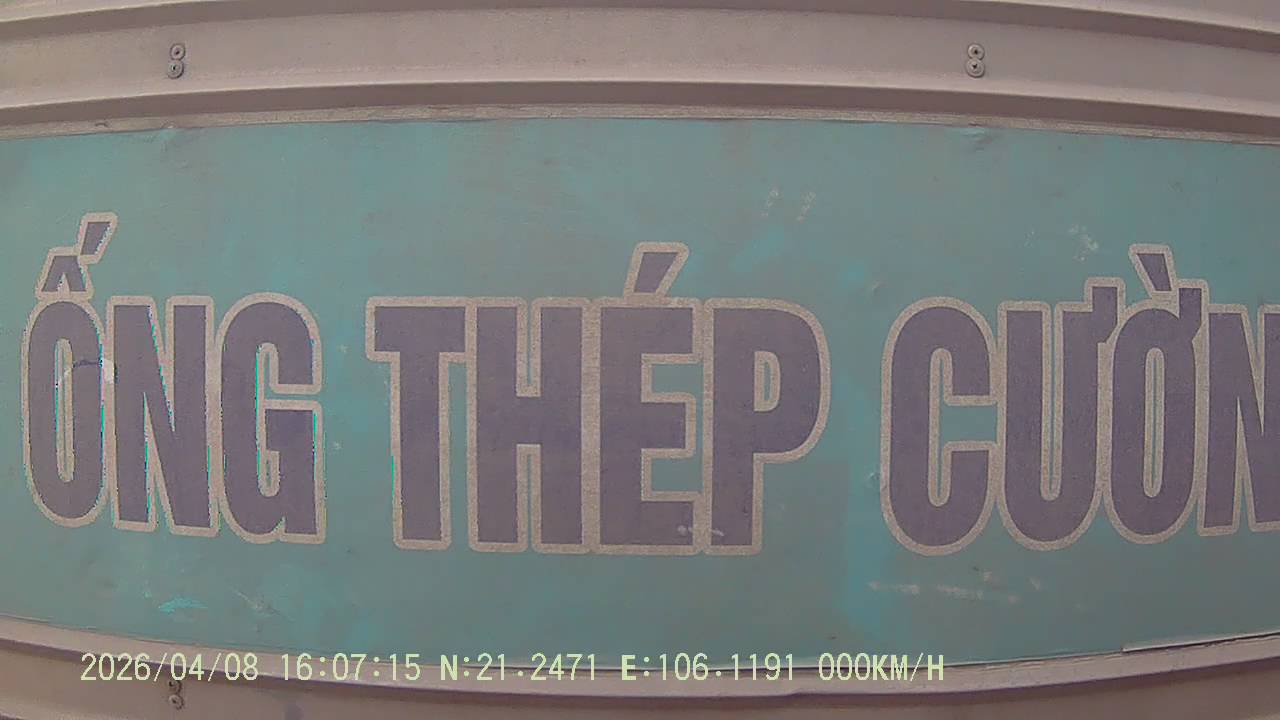 ỐNG THÉP CƯỜN
2026/04/08 16:07:15 N:21.2471 E:106.1191 000KM/H